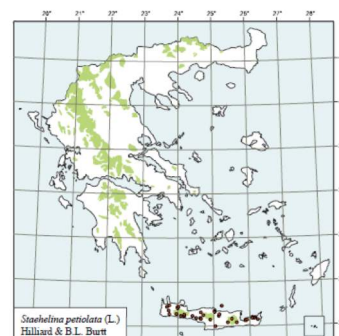 20° 21° 22° 23° 24° 25° 26° 27° 28°
Staehelina petiolata (L.)
Hilliard & B.L. Burtt